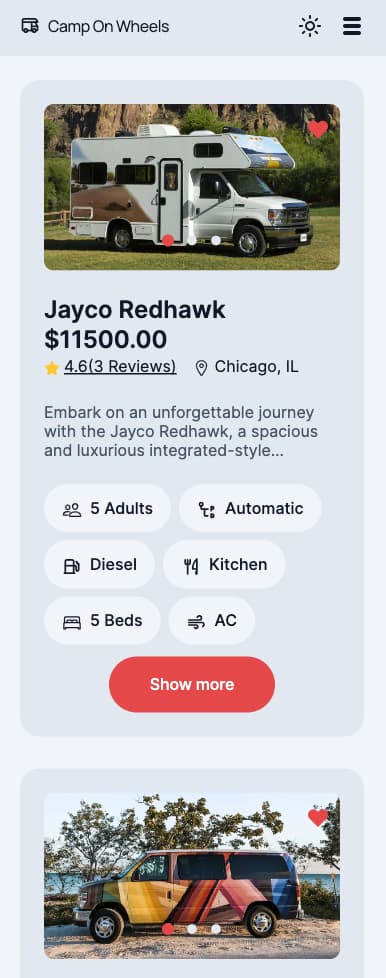 Camp On Wheels
Jayco Redhawk
$11500.00
4.6(3 Reviews) Chicago, IL
Embark on an unforgettable journey
with the Jayco Redhawk, a spacious
and luxurious integrated-style...
5 Adults Automatic
Diesel Kitchen
5 Beds AC
Show more